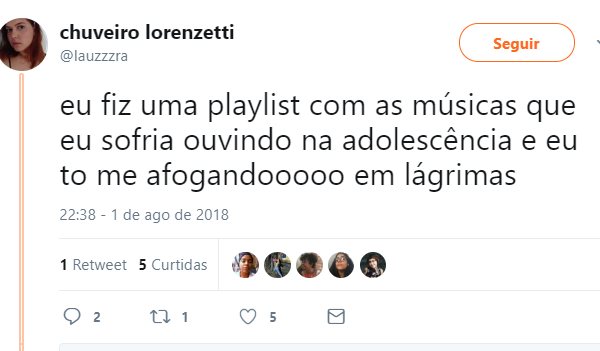 chuveiro lorenzetti
@lauzzzra
Seguir
eu fiz uma playlist com as músicas que
eu sofria ouvindo na adolescência e eu
to me afogandooooo em lágrimas
22:38 - 1 de ago de 2018
1 Retweet 5 Curtidas
2 1 5